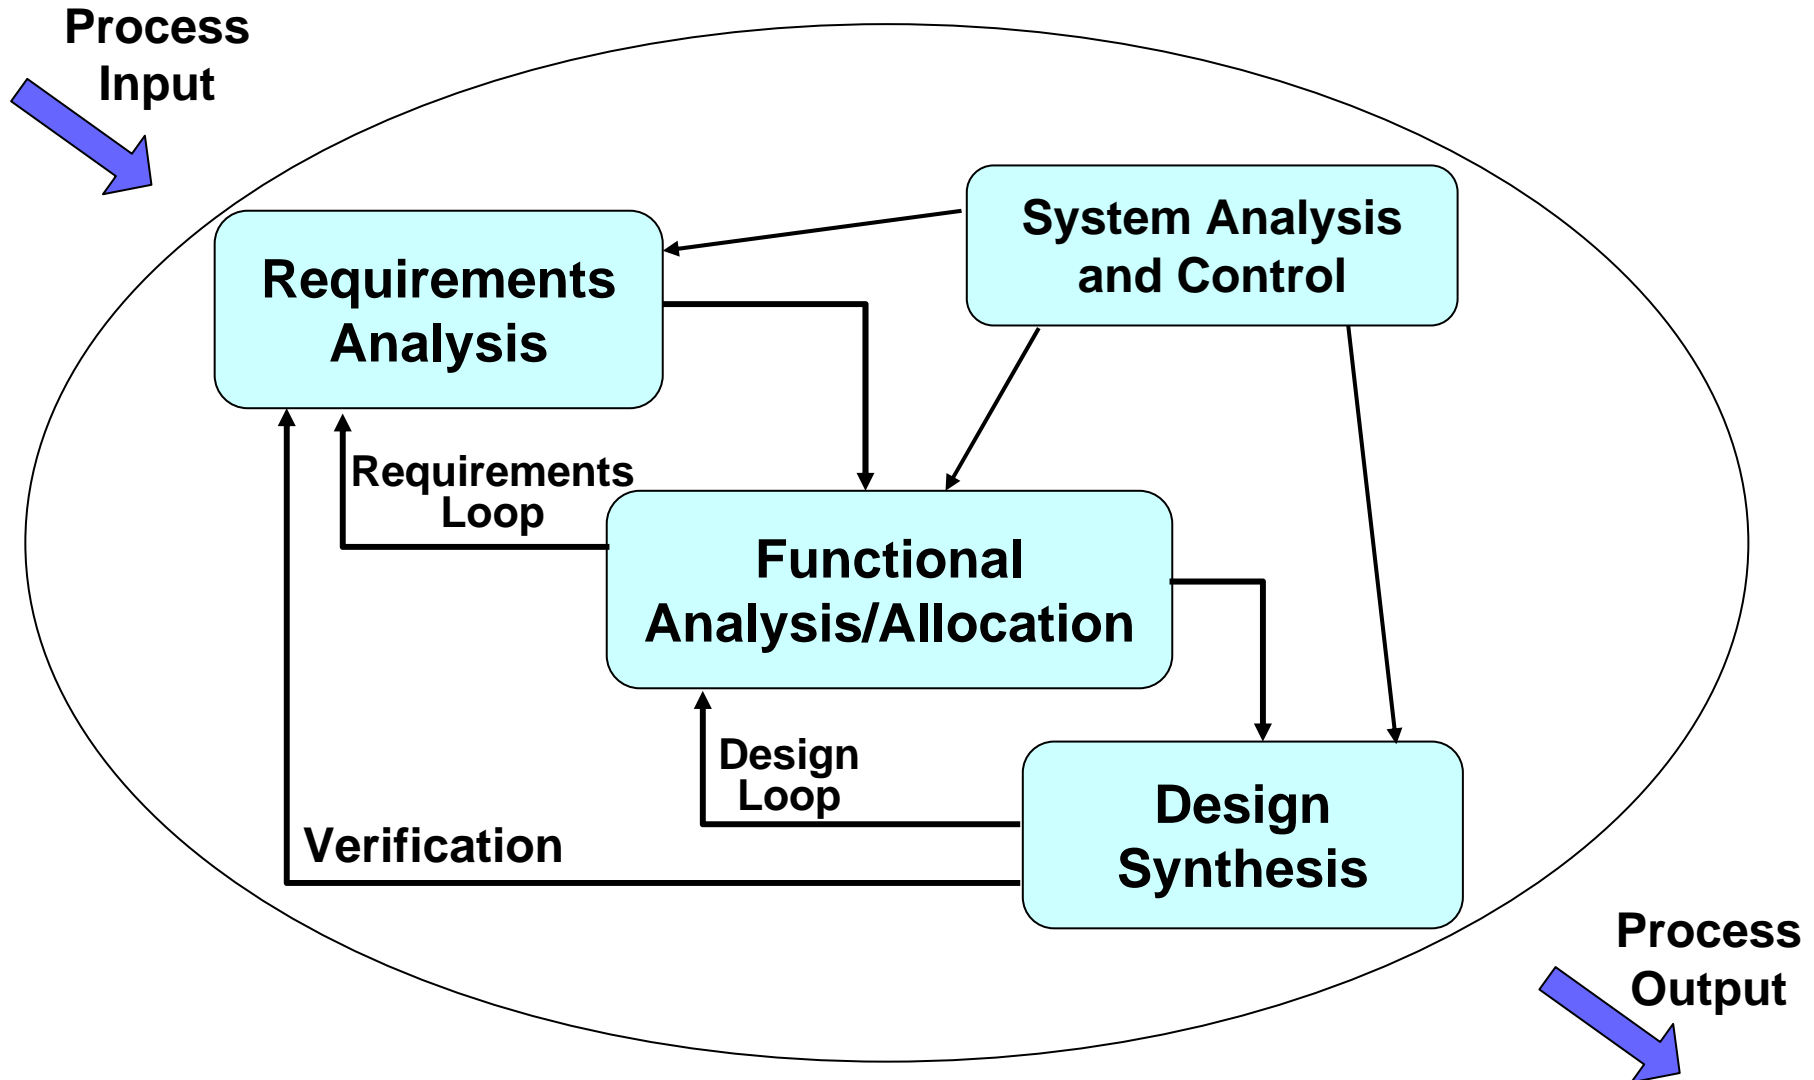 Process
Input
System Analysis
and Control
Requirements
Analysis
Requirements
Loop
Functional
Analysis/Allocation
Design
Loop
Design
Synthesis
Verification
Process
Output